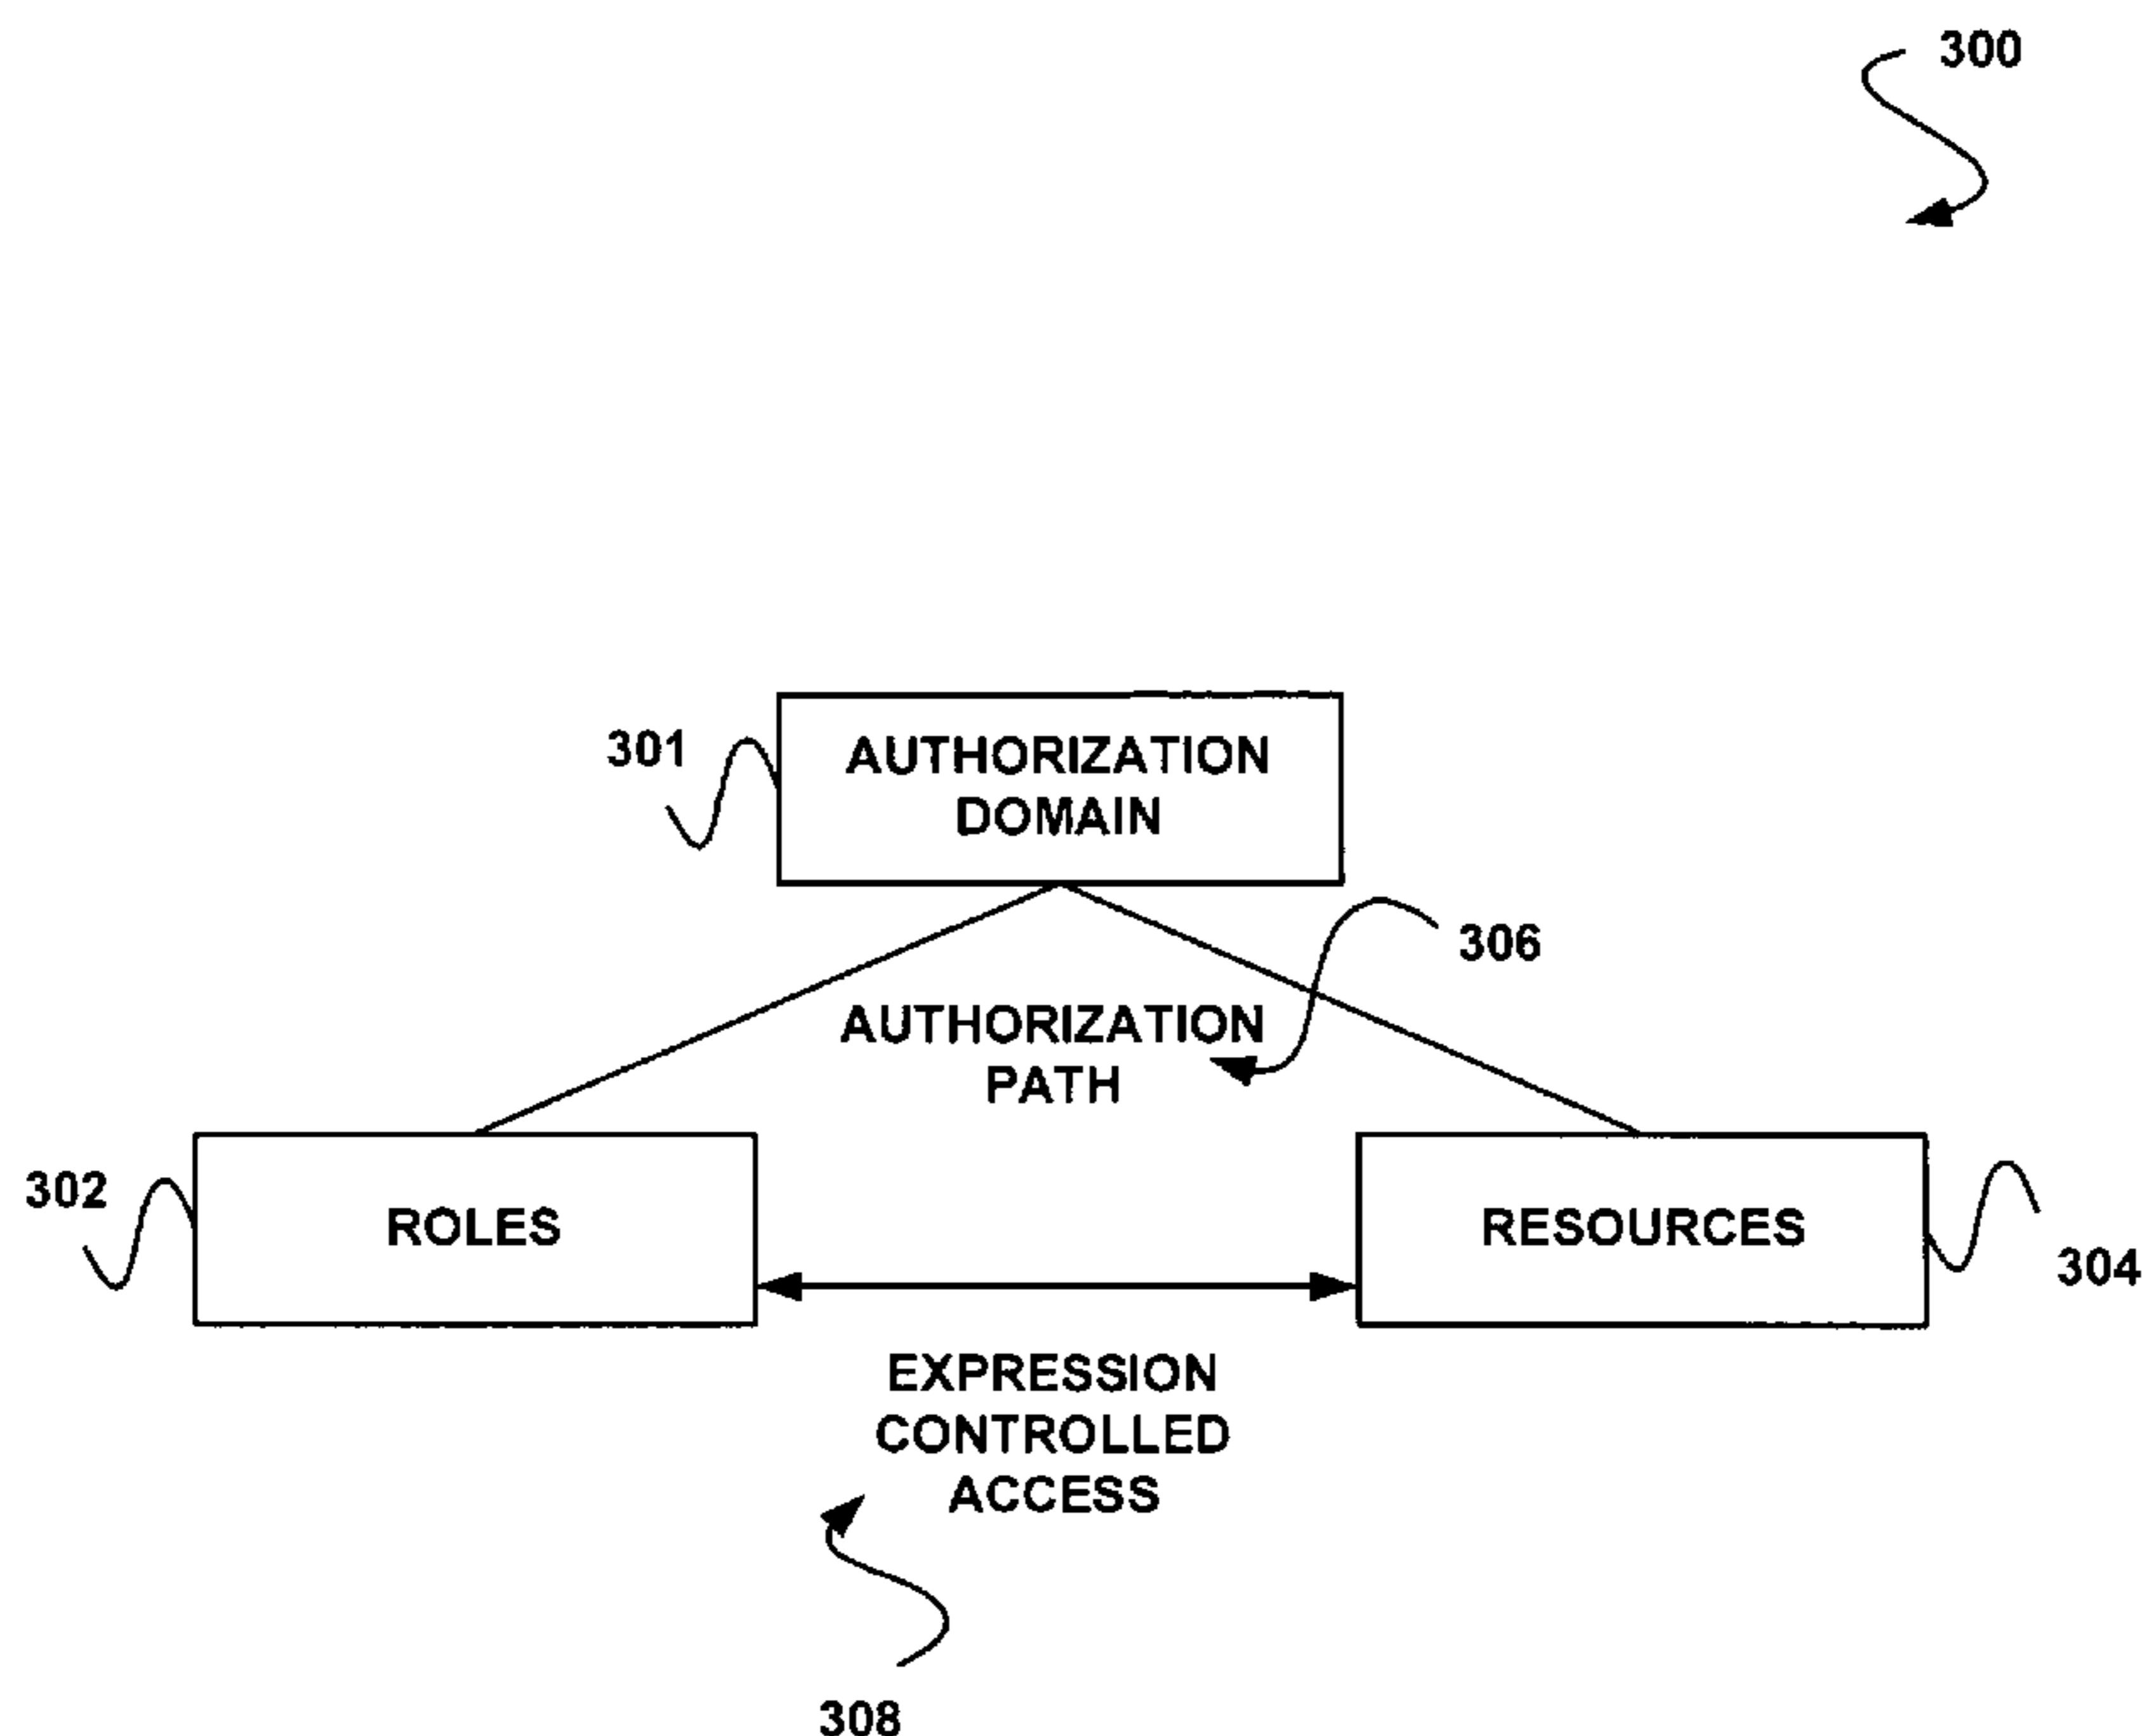 300
301
AUTHORIZATION
DOMAIN
306
AUTHORIZATION
PATH
302
ROLES
RESOURCES
304
EXPRESSION
CONTROLLED
ACCESS
308